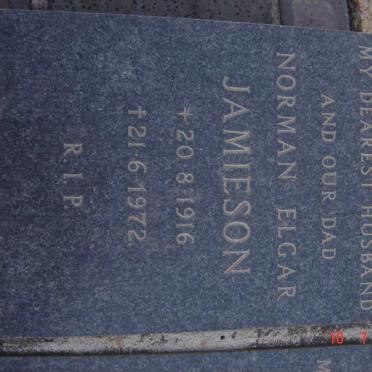 MY DEAREST HUSBAND
AND OUR DAD
NORMAN ELGAR
JAMIESON
+20.8.1916
†21.6.1972
R.I.P.